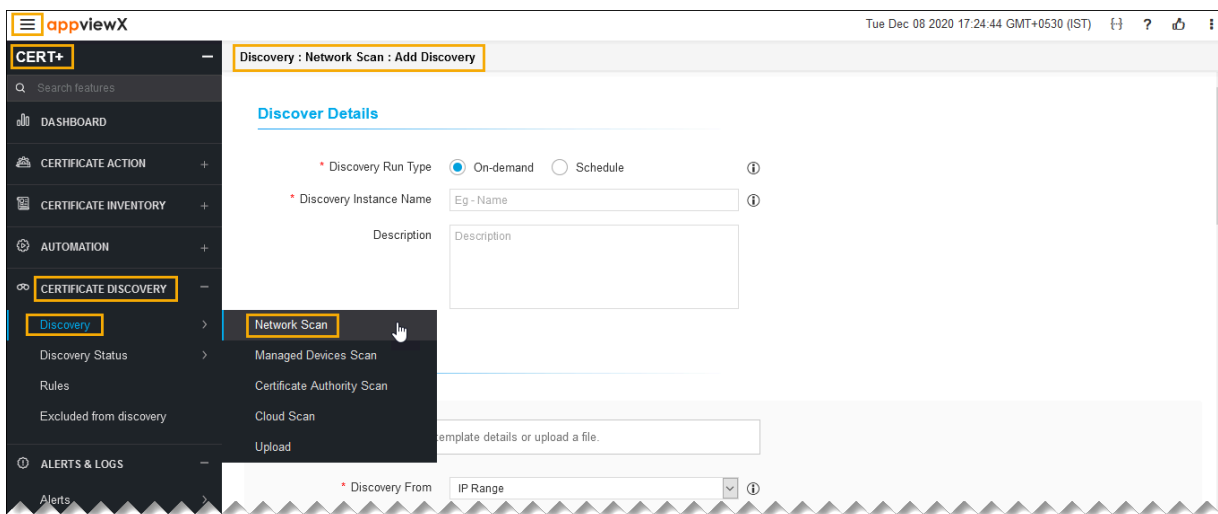 appviewX
Tue Dec 08 2020 17:24:44 GMT+0530 (IST)
?
CERT+
Discovery : Network Scan : Add Discovery
Search features
DASHBOARD
CERTIFICATE ACTION +
CERTIFICATE INVENTORY +
AUTOMATION +
CERTIFICATE DISCOVERY
Discovery
Discovery Status
Rules
Excluded from discovery
ALERTS & LOGS
Alerts
Network Scan
Managed Devices Scan
Certificate Authority Scan
Cloud Scan
Upload
Discover Details
* Discovery Run Type On-demand Schedule
* Discovery Instance Name Eg - Name
Description Description
template details or upload a file.
* Discovery From IP Range